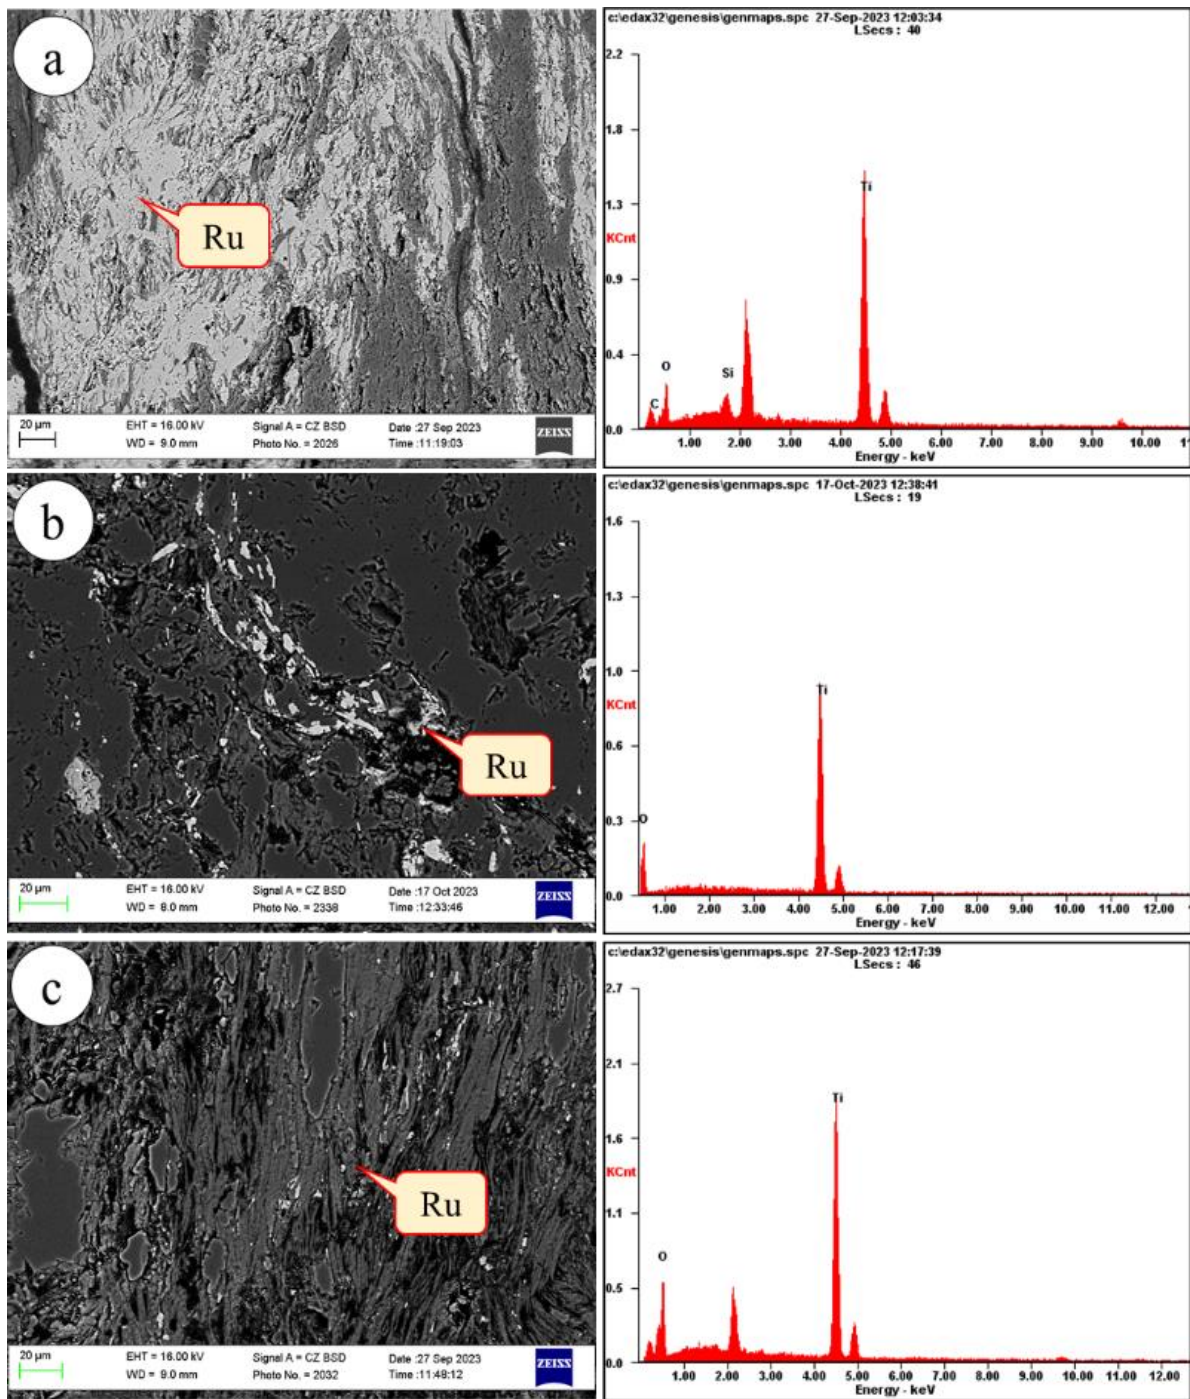 a
Ru
20 µm
EHT = 16.00 kV
WD = 9.0 mm
Signal A = CZ BSD
Photo No. = 2026
Date :27 Sep 2023
Time :11:19:03
ZEISS
c:\edax32\genesis\genmaps.spc 27-Sep-2023 12:03:34
LSecs : 40
2.2
1.8
1.3
KCnt
0.9
0.4
0.0
C
O
Si
Ti
1.00 2.00 3.00 4.00 5.00 6.00 7.00 8.00 9.00 10.00 11
Energy - keV
b
Ru
20 µm
EHT = 16.00 kV
WD = 8.0 mm
Signal A = CZ BSD
Photo No. = 2338
Date :17 Oct 2023
Time :12:33:46
ZEISS
c:\edax32\genesis\genmaps.spc 17-Oct-2023 12:38:41
LSecs : 19
1.6
1.3
1.0
KCnt
0.6
0.3
0.0
O
Ti
1.00 2.00 3.00 4.00 5.00 6.00 7.00 8.00 9.00 10.00 11.00 12.00
Energy - keV
c
Ru
20 µm
EHT = 16.00 kV
WD = 9.0 mm
Signal A = CZ BSD
Photo No. = 2032
Date :27 Sep 2023
Time :11:48:12
ZEISS
c:\edax32\genesis\genmaps.spc 27-Sep-2023 12:17:39
LSecs : 46
2.7
2.1
1.6
KCnt
1.1
0.5
0.0
O
Ti
1.00 2.00 3.00 4.00 5.00 6.00 7.00 8.00 9.00 10.00 11.00
Energy - keV